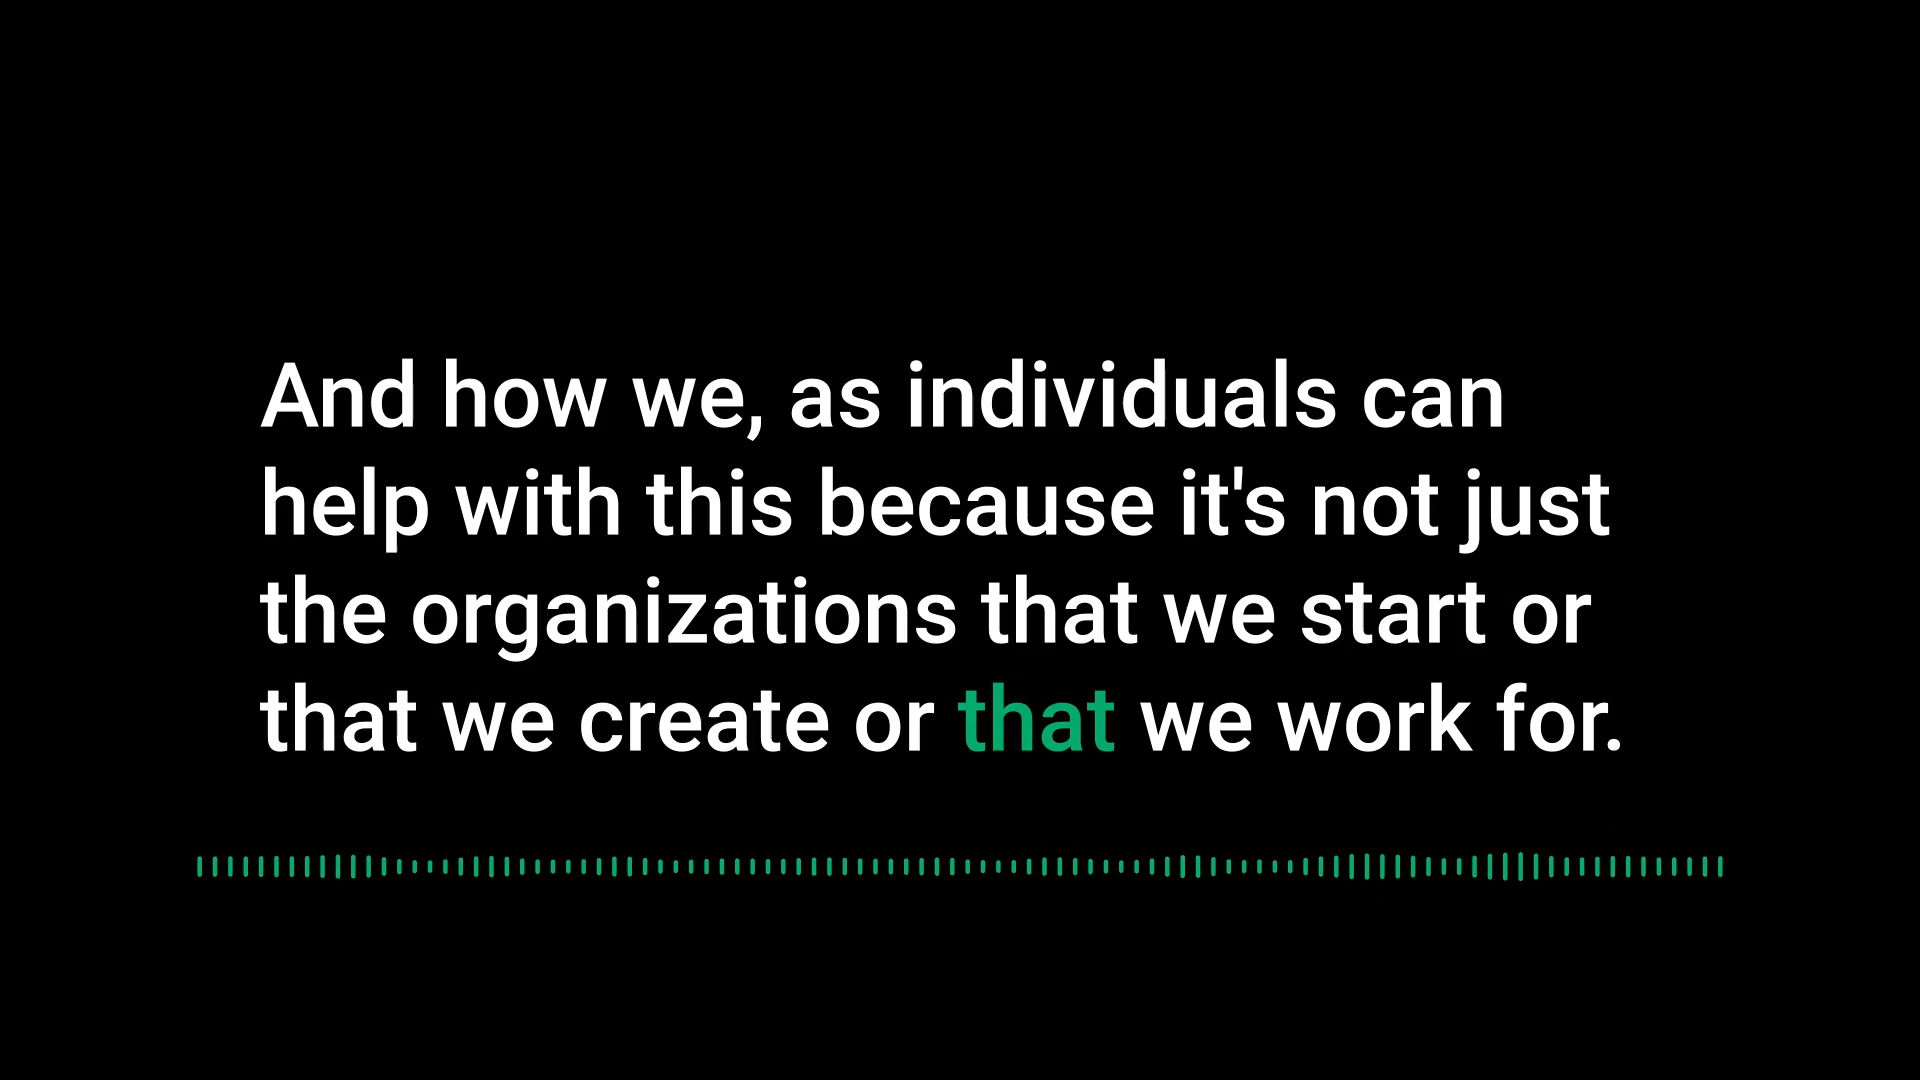 And how we, as individuals can
help with this because it's not just
the organizations that we start or
that we create or that we work for.